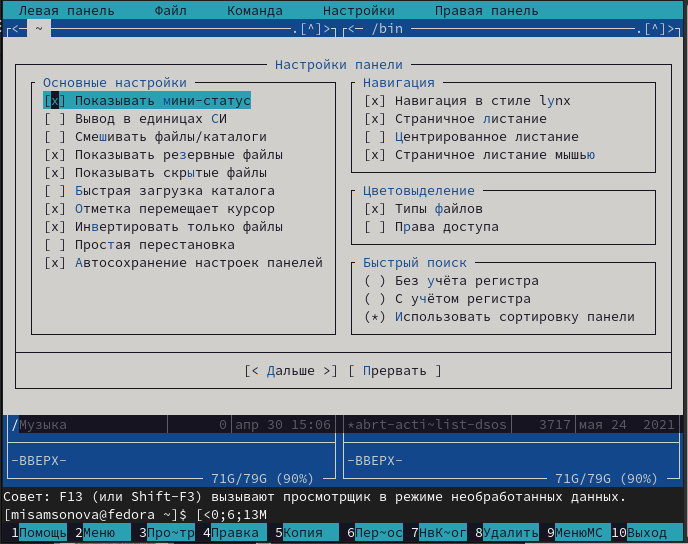 Левая панель Файл Команда Настройки Правая панель
<─ ~ .[^]> <─ /bin .[^]>
Настройки панели
Основные настройки
[x] Показывать мини-статус
[ ] Вывод в единицах СИ
[ ] Смешивать файлы/каталоги
[x] Показывать резервные файлы
[x] Показывать скрытые файлы
[ ] Быстрая загрузка каталога
[x] Отметка перемещает курсор
[x] Инвертировать только файлы
[ ] Простая перестановка
[x] Автосохранение настроек панелей
Навигация
[x] Навигация в стиле lynx
[x] Страничное листание
[ ] Центрированное листание
[x] Страничное листание мышью
Цветовыделение
[x] Типы файлов
[ ] Права доступа
Быстрый поиск
( ) Без учёта регистра
( ) С учётом регистра
(*) Использовать сортировку панели
[< Дальше >] [ Прервать ]
/Музыка 0 апр 30 15:06 *abrt-acti~list-dsos 3717 мая 24 2021
-ВВЕРХ- -ВВЕРХ-
71G/79G (90%) 71G/79G (90%)
Совет: F13 (или Shift-F3) вызывают просмотрщик в режиме необработанных данных.
[misamsonova@fedora ~]$ [<0;6;13M
1Помощь 2Меню 3Про~тр 4Правка 5Копия 6Пер~ос 7НвК~ог 8Удалить 9МенюМС 10Выход